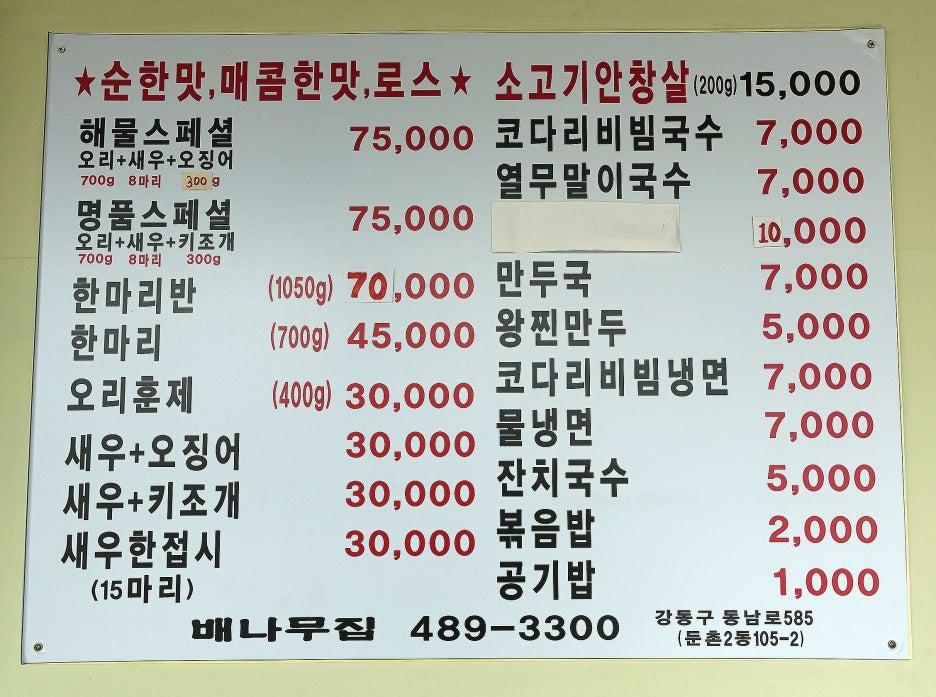 ★순한맛,매콤한맛,로스★
해물스페셜 75,000
오리+새우+오징어
700g 8마리 300g
명품스페셜 75,000
오리+새우+키조개
700g 8마리 300g
한마리반 (1050g) 70,000
한마리 (700g) 45,000
오리훈제 (400g) 30,000
새우+오징어 30,000
새우+키조개 30,000
새우한접시 30,000
(15마리)
소고기안창살(200g)15,000
코다리비빔국수 7,000
열무말이국수 7,000
10,000
만두국 7,000
왕찐만두 5,000
코다리비빔냉면 7,000
물냉면 7,000
잔치국수 5,000
볶음밥 2,000
공기밥 1,000
배나무집 489-3300
강동구 동남로585
(둔촌2동105-2)